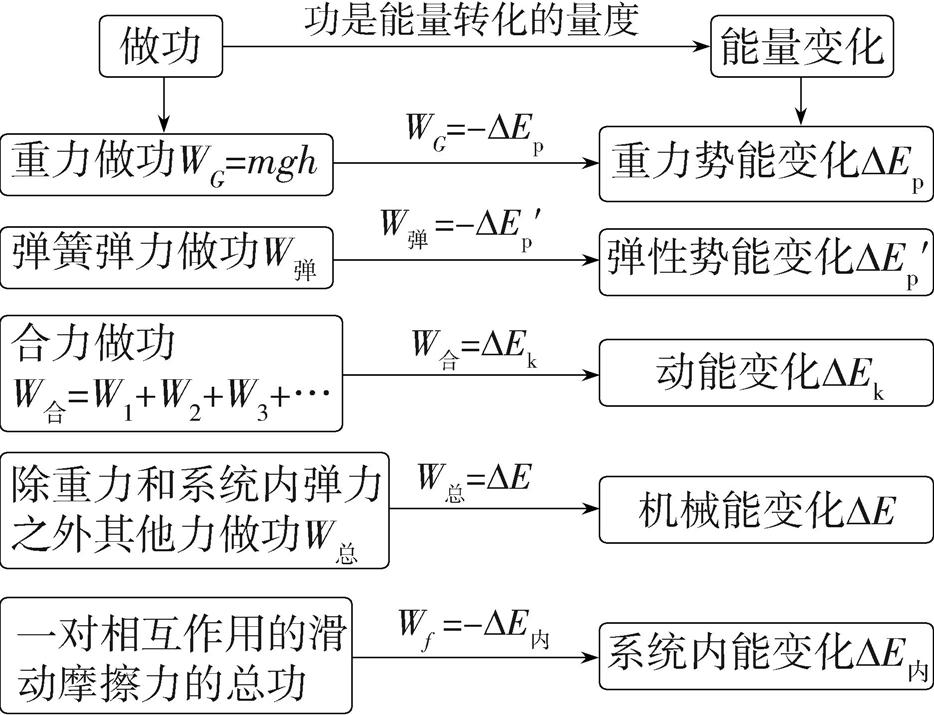 做功
功是能量转化的量度
能量变化
重力做功W_G=mgh
W_G=-ΔE_p
重力势能变化ΔE_p
弹簧弹力做功W_弹
W_弹=-ΔE_p′
弹性势能变化ΔE_p′
合力做功
W_合=W_1+W_2+W_3+…
W_合=ΔE_k
动能变化ΔE_k
除重力和系统内弹力
之外其他力做功W_总
W_总=ΔE
机械能变化ΔE
一对相互作用的滑
动摩擦力的总功
W_f=-ΔE_内
系统内能变化ΔE_内